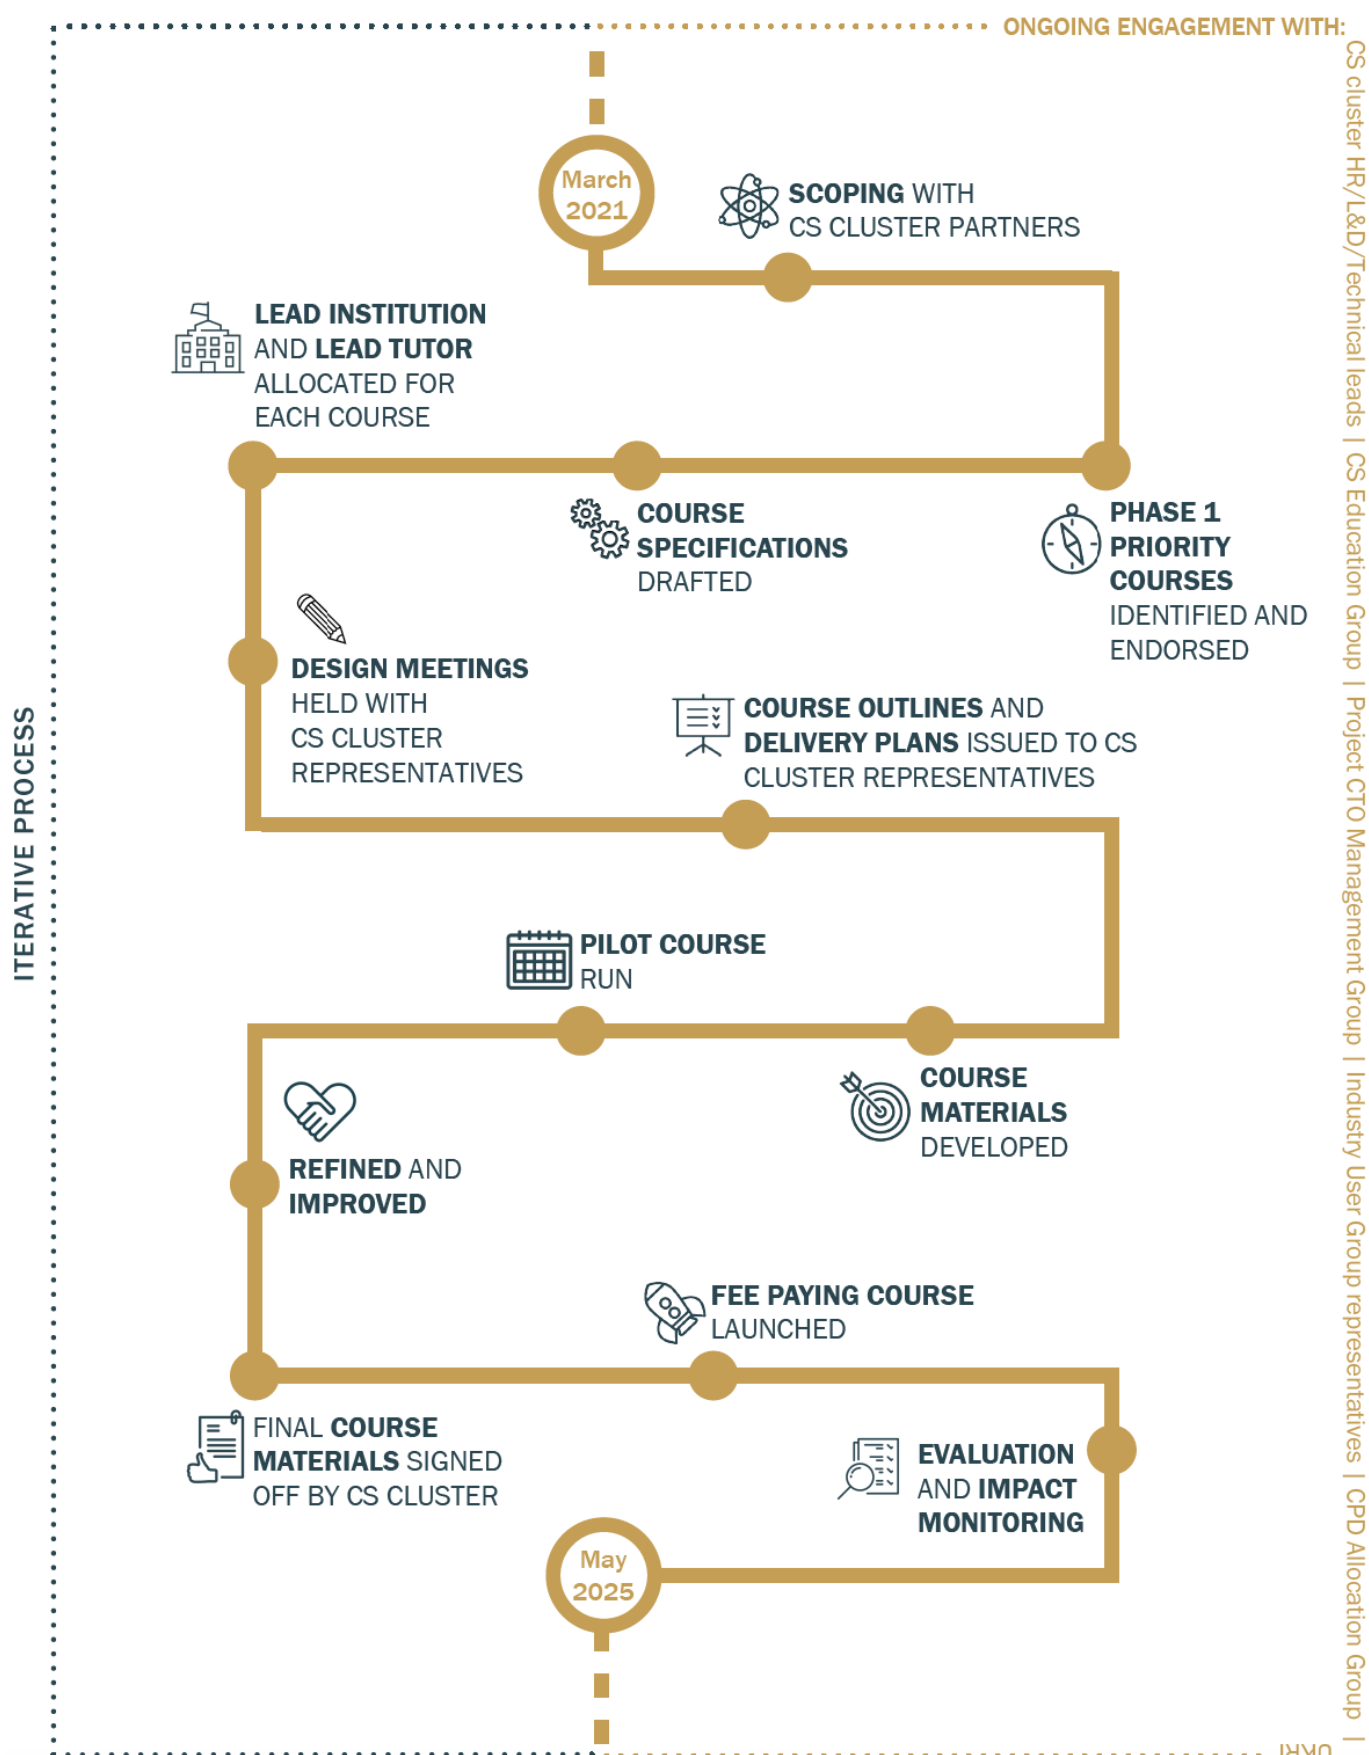 ONGOING ENGAGEMENT WITH:
CS cluster HR/L&D/Technical leads | CS Education Group | Project CTO Management Group | Industry User Group representatives | CPD Allocation Group |
UKRI
ITERATIVE PROCESS
March
2021
SCOPING WITH
CS CLUSTER PARTNERS
PHASE 1
PRIORITY
COURSES
IDENTIFIED AND
ENDORSED
COURSE
SPECIFICATIONS
DRAFTED
LEAD INSTITUTION
AND LEAD TUTOR
ALLOCATED FOR
EACH COURSE
DESIGN MEETINGS
HELD WITH
CS CLUSTER
REPRESENTATIVES
COURSE OUTLINES AND
DELIVERY PLANS ISSUED TO CS
CLUSTER REPRESENTATIVES
COURSE
MATERIALS
DEVELOPED
PILOT COURSE
RUN
REFINED AND
IMPROVED
FINAL COURSE
MATERIALS SIGNED
OFF BY CS CLUSTER
FEE PAYING COURSE
LAUNCHED
EVALUATION
AND IMPACT
MONITORING
May
2025